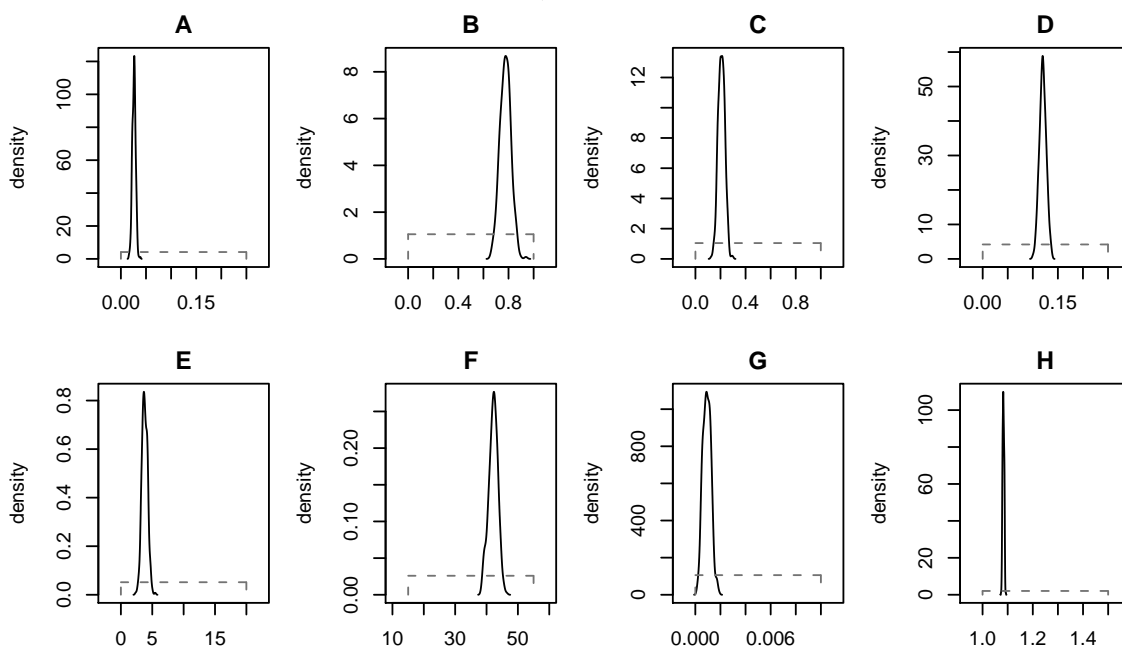 A B C D
density 0 20 60 100
density 0 2 4 6 8
density 0 2 4 6 8 12
density 0 10 30 50
0.00 0.15
0.0 0.4 0.8
0.0 0.4 0.8
0.00 0.15
E F G H
density 0.0 0.2 0.4 0.6 0.8
density 0.00 0.10 0.20
density 0 400 800
density 0 20 60 100
0 5 15
10 30 50
0.000 0.006
1.0 1.2 1.4